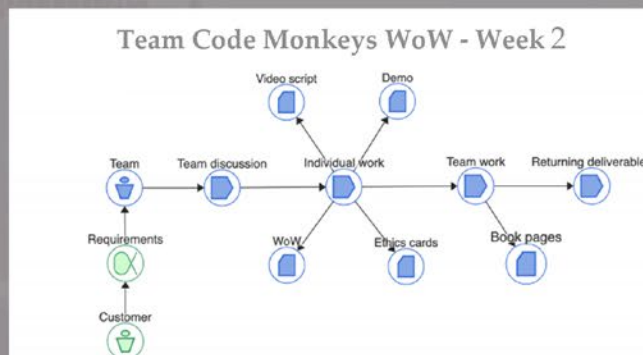 Team Code Monkeys WoW - Week 2
Video script
Demo
Team
Team discussion
Individual work
Team work
Returning deliverable
Requirements
WoW
Ethics cards
Book pages
Customer